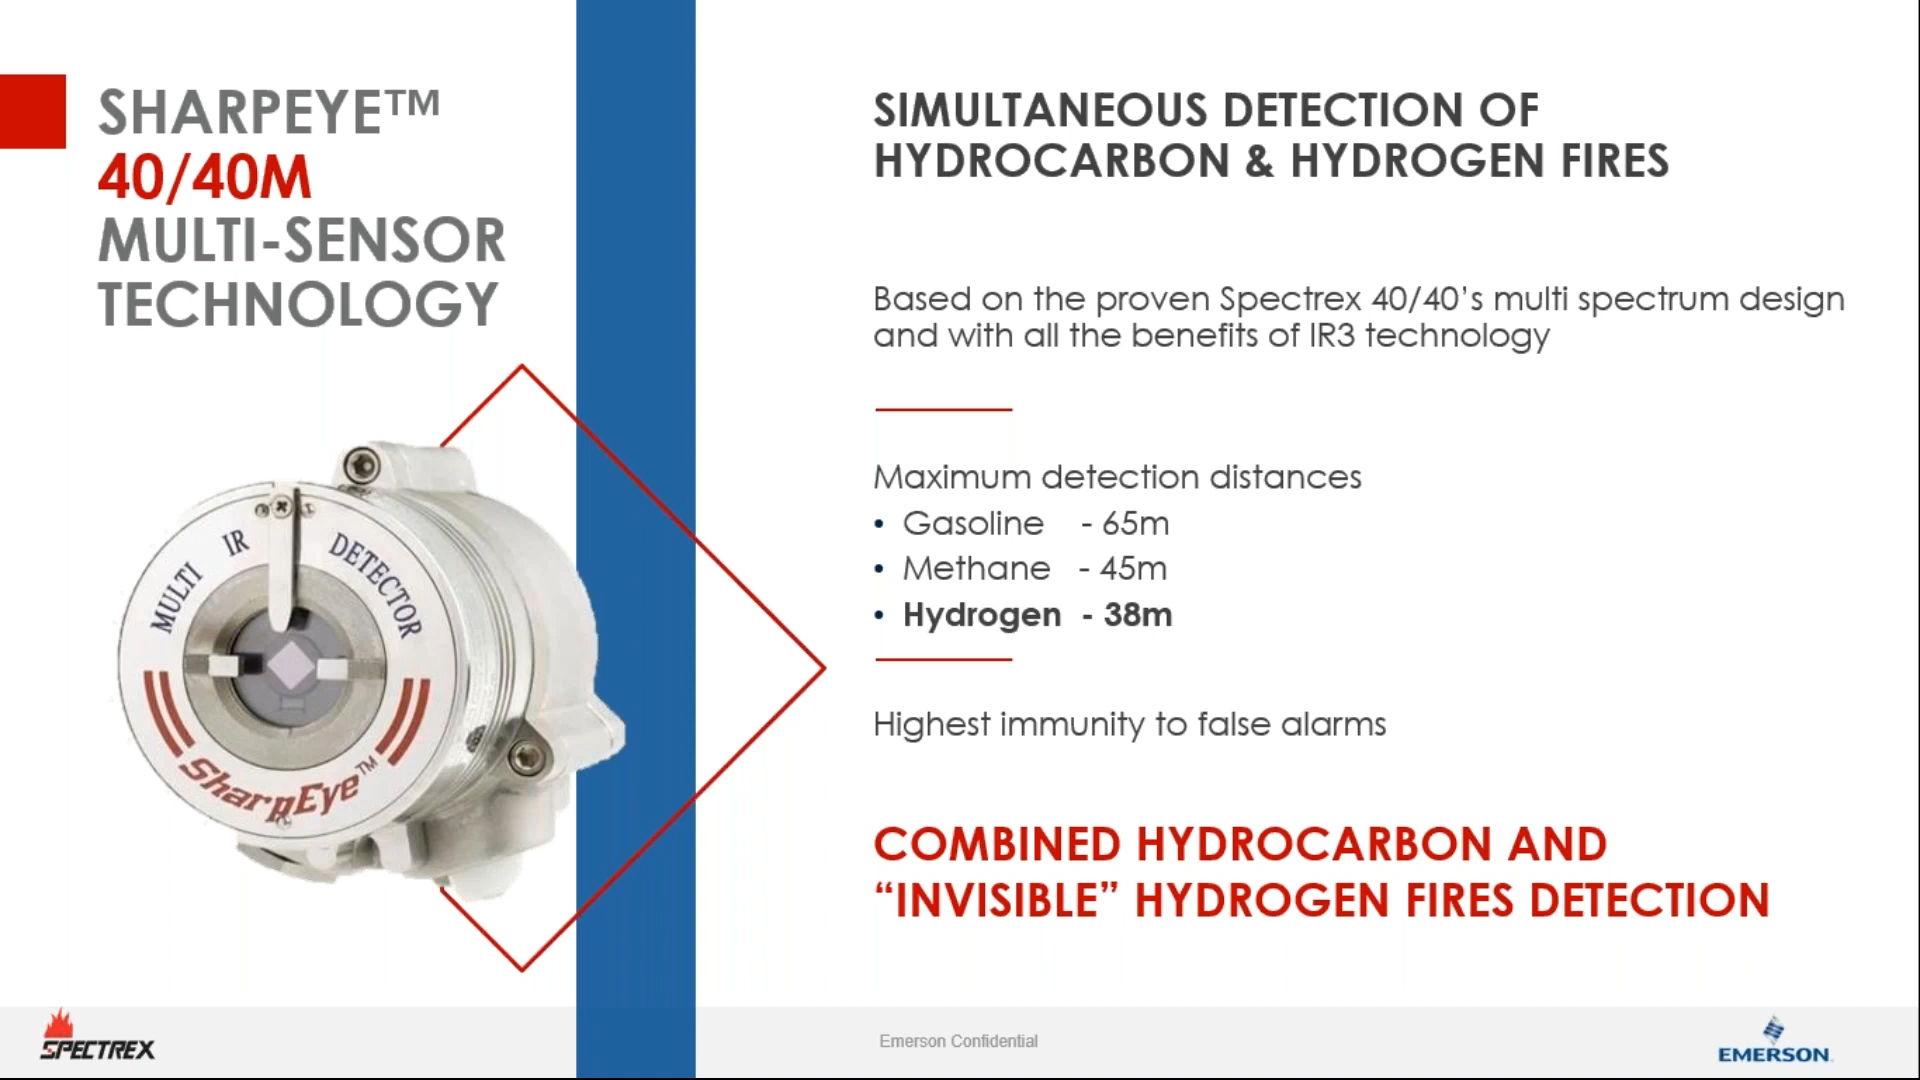 SHARPEYE™
40/40M
MULTI-SENSOR
TECHNOLOGY
MULTI IR DETECTOR
SharpEye™
SIMULTANEOUS DETECTION OF
HYDROCARBON & HYDROGEN FIRES
Based on the proven Spectrex 40/40’s multi spectrum design
and with all the benefits of IR3 technology
Maximum detection distances
• Gasoline - 65m
• Methane - 45m
• Hydrogen - 38m
Highest immunity to false alarms
COMBINED HYDROCARBON AND
“INVISIBLE” HYDROGEN FIRES DETECTION
SPECTREX
Emerson Confidential
EMERSON